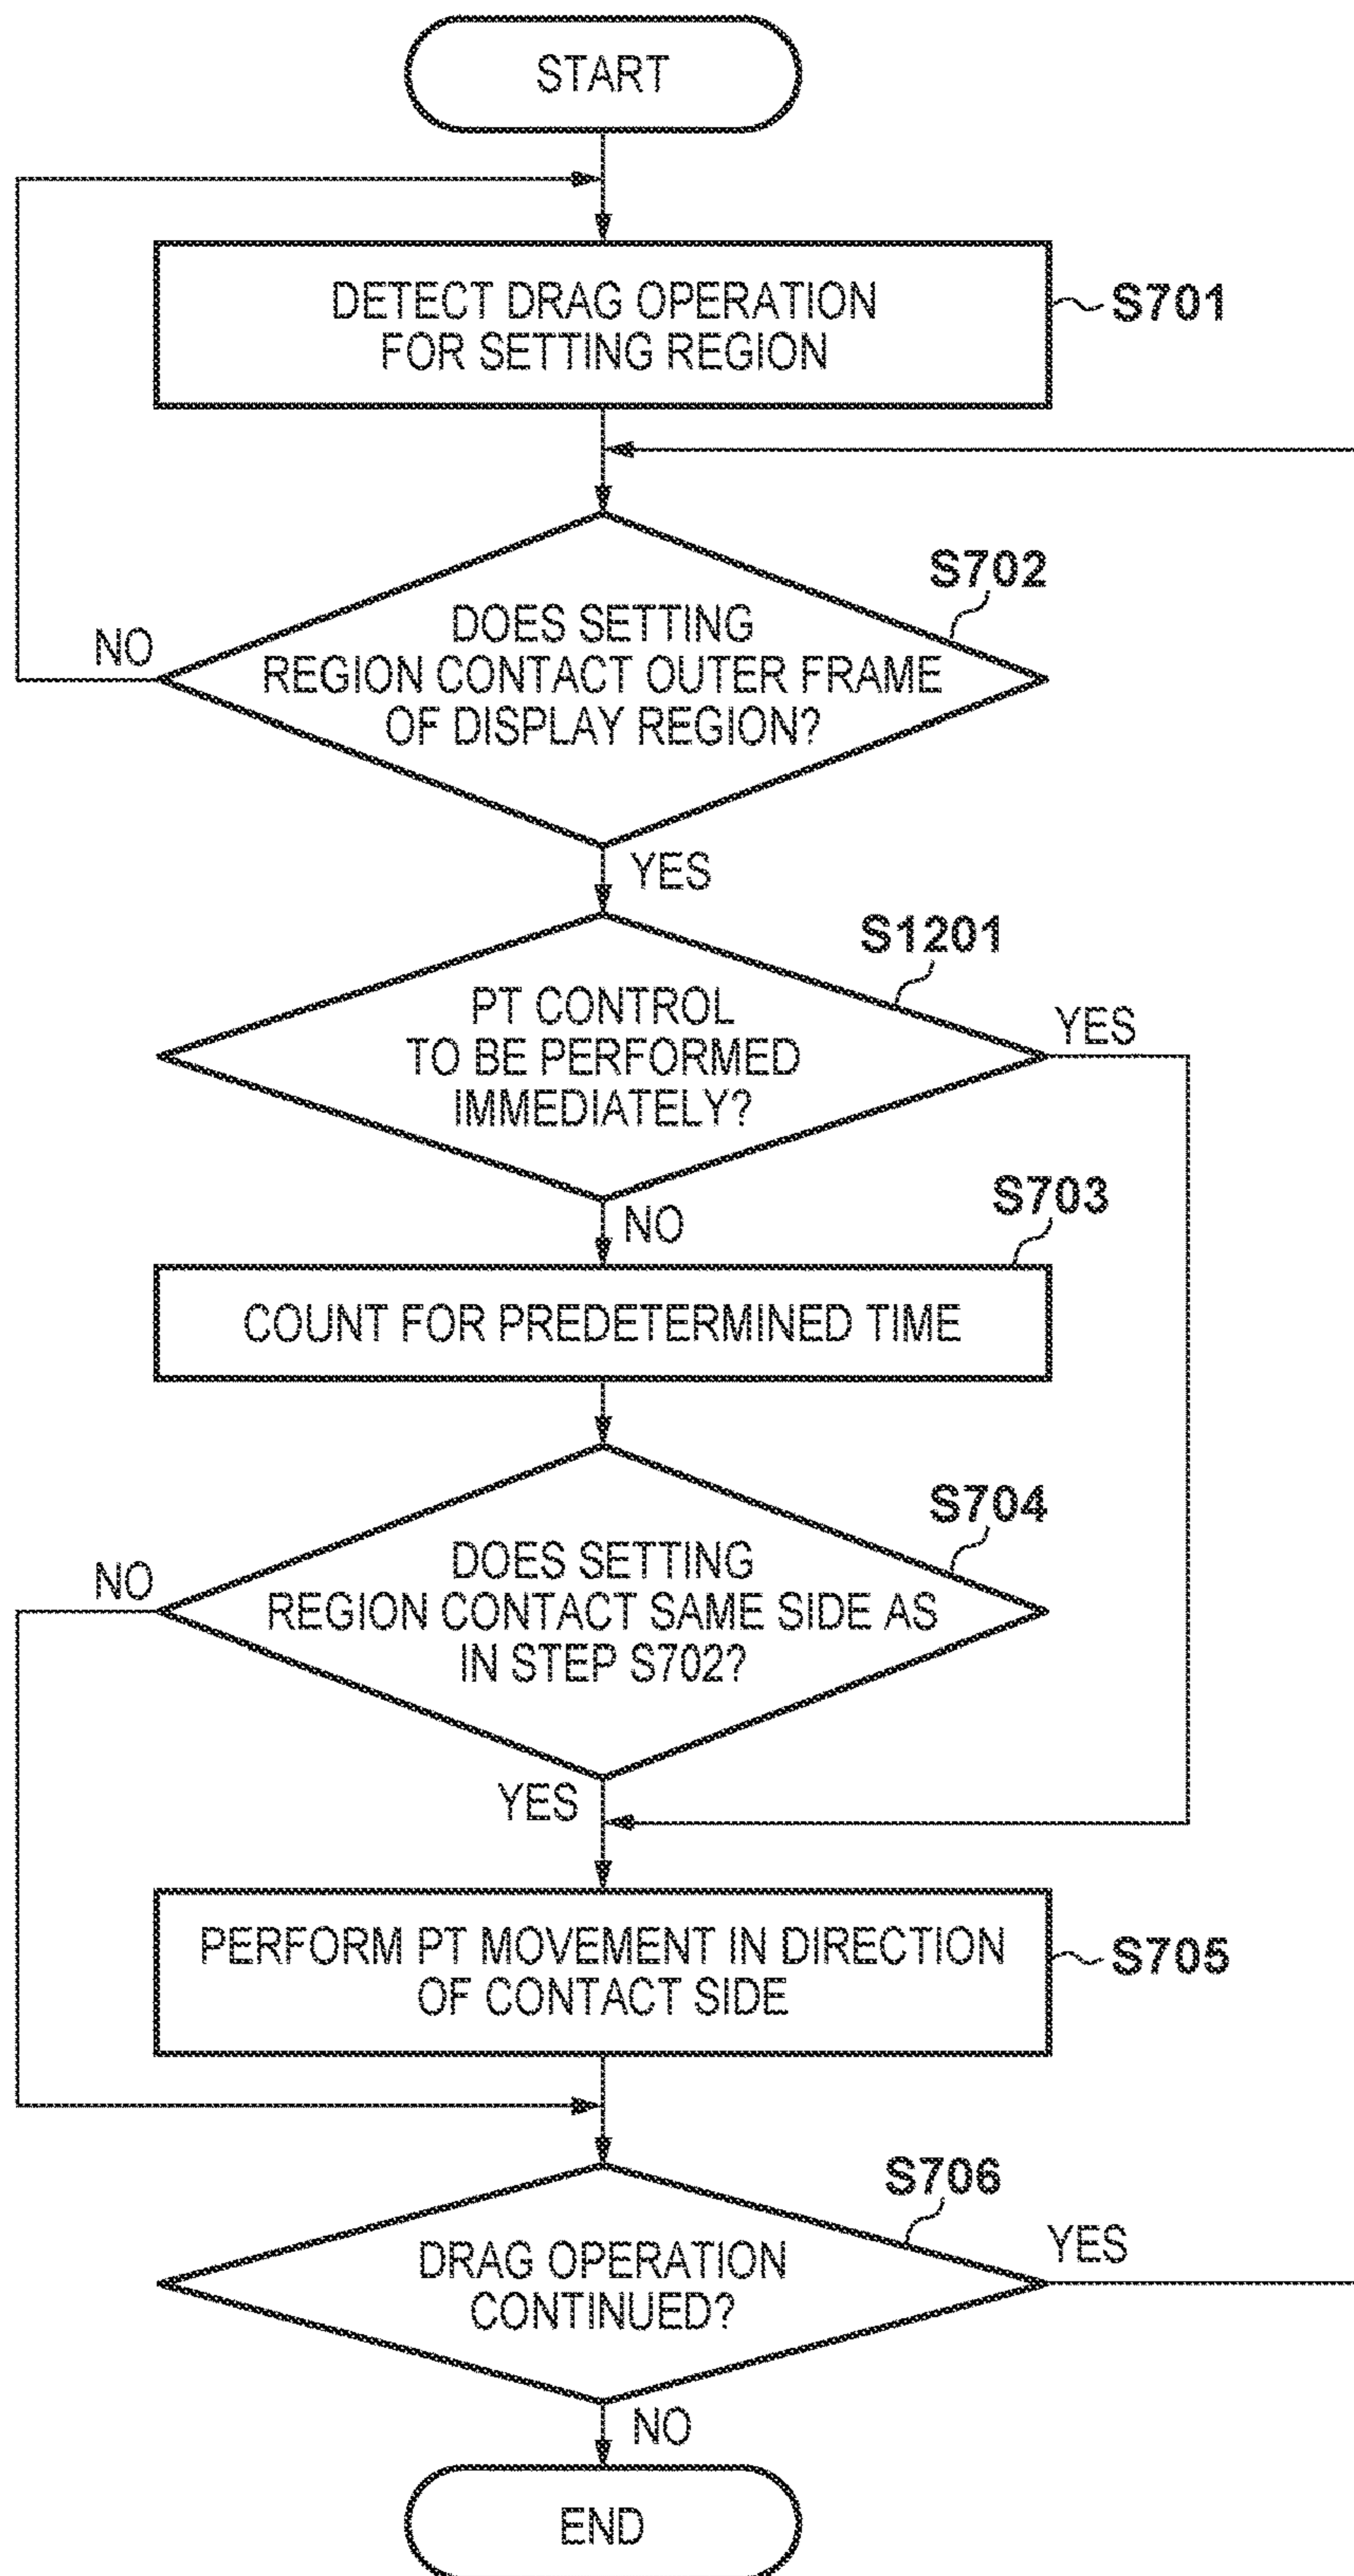 START
DETECT DRAG OPERATION
FOR SETTING REGION
S701
S702
DOES SETTING
REGION CONTACT OUTER FRAME
OF DISPLAY REGION?
NO
YES
S1201
PT CONTROL
TO BE PERFORMED
IMMEDIATELY?
YES
NO
S703
COUNT FOR PREDETERMINED TIME
S704
DOES SETTING
REGION CONTACT SAME SIDE AS
IN STEP S702?
NO
YES
PERFORM PT MOVEMENT IN DIRECTION
OF CONTACT SIDE
S705
S706
DRAG OPERATION
CONTINUED?
YES
NO
END